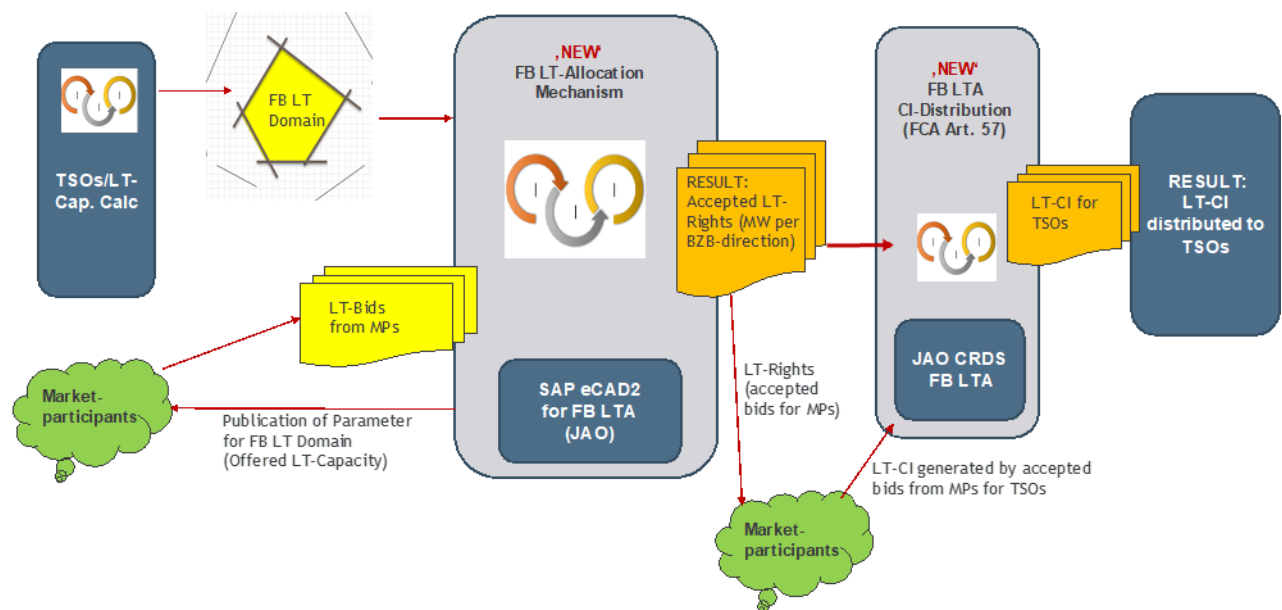 TSOs/LT-
Cap. Calc
FB LT
Domain
‚NEW‘
FB LT-Allocation
Mechanism
RESULT:
Accepted LT-
Rights (MW per
BZB-direction)
‚NEW‘
FB LTA
CI-Distribution
(FCA Art. 57)
LT-CI for
TSOs
RESULT:
LT-CI
distributed to
TSOs
LT-Bids
from MPs
Market-
participants
Publication of Parameter
for FB LT Domain
(Offered LT-Capacity)
SAP eCAD2
for FB LTA
(JAO)
LT-Rights
(accepted
bids for MPs)
JAO CRDS
FB LTA
LT-CI generated by accepted
bids from MPs for TSOs
Market-
participants